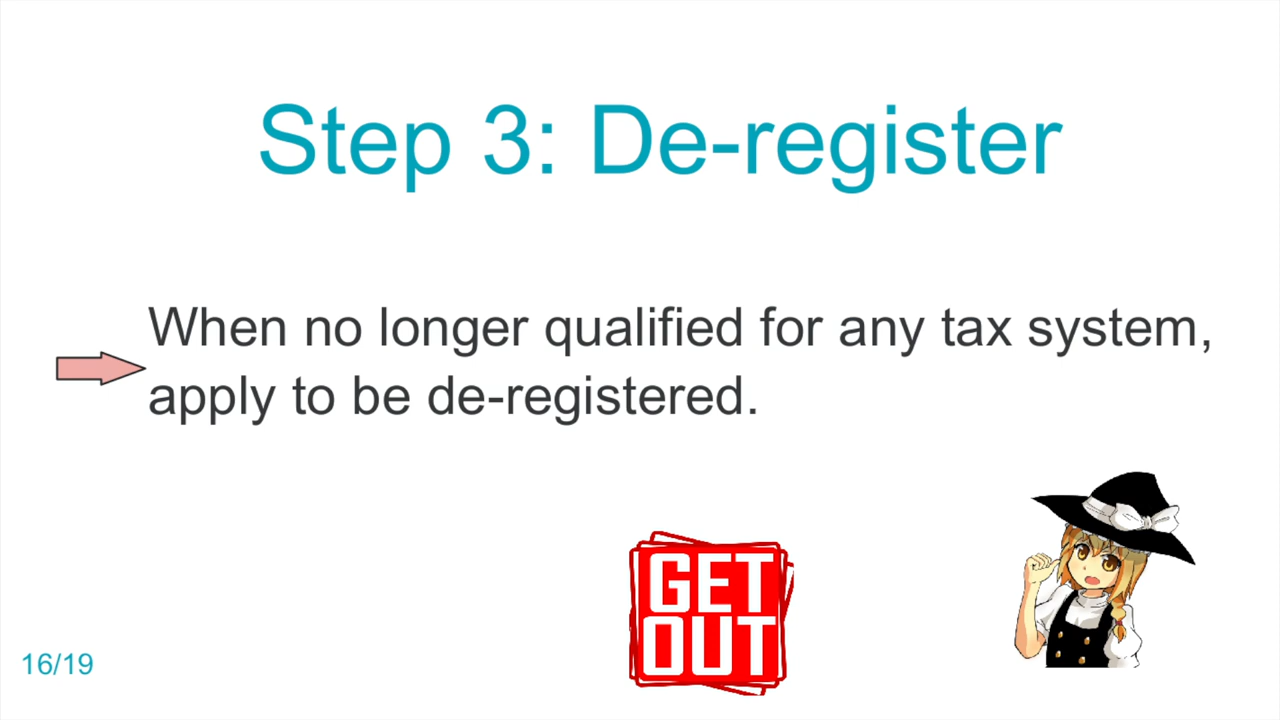 Step 3: De-register
When no longer qualified for any tax system,
apply to be de-registered.
GET
OUT
16/19